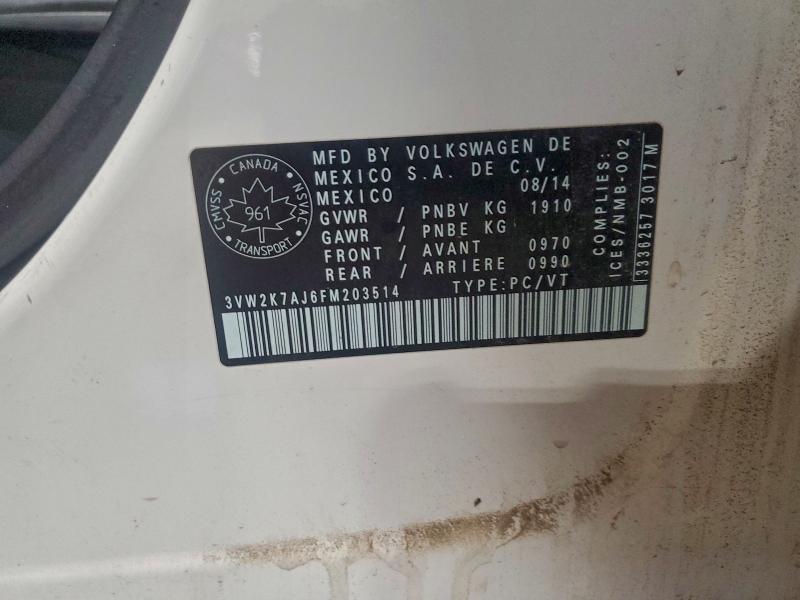 CANADA
CMVSS • NSVAC
961
TRANSPORT
MFD BY VOLKSWAGEN DE
MEXICO S.A. DE C.V.
MEXICO 08/14
GVWR / PNBV KG 1910
GAWR / PNBE KG
FRONT / AVANT 0970
REAR / ARRIERE 0990
3VW2K7AJ6FM203514 TYPE:PC/VT
COMPLIES:
ICES/NMB-002
3336257 3017 M